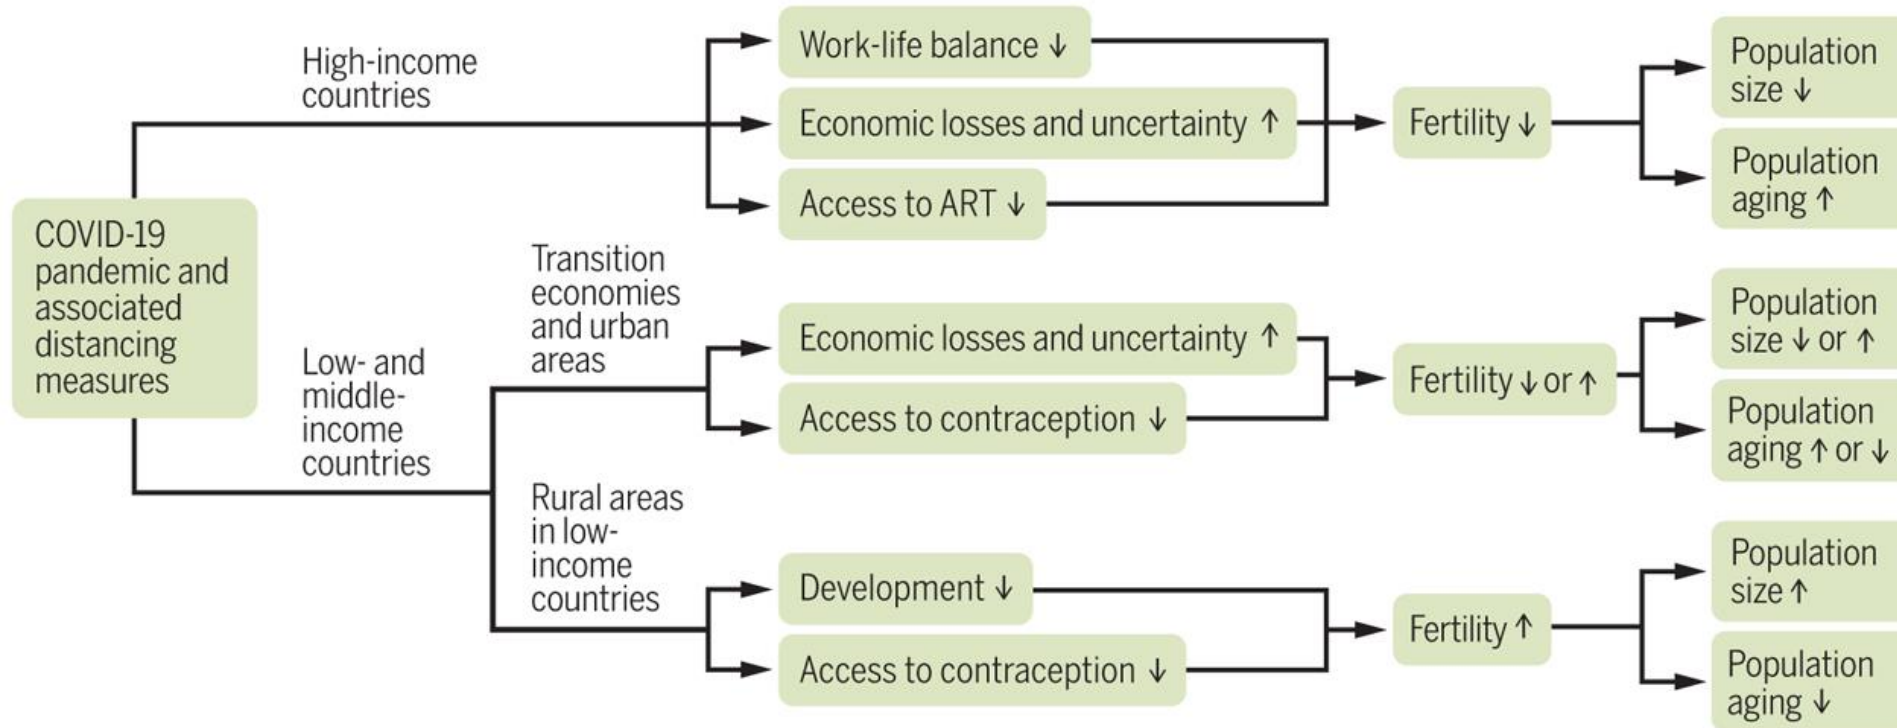 COVID-19
pandemic and
associated
distancing
measures
High-income
countries
Work-life balance ↓
Economic losses and uncertainty ↑
Access to ART ↓
Fertility ↓
Population
size ↓
Population
aging ↑
Low- and
middle-
income
countries
Transition
economies
and urban
areas
Economic losses and uncertainty ↑
Access to contraception ↓
Fertility ↓ or ↑
Population
size ↓ or ↑
Population
aging ↑ or ↓
Rural areas
in low-
income
countries
Development ↓
Access to contraception ↓
Fertility ↑
Population
size ↑
Population
aging ↓